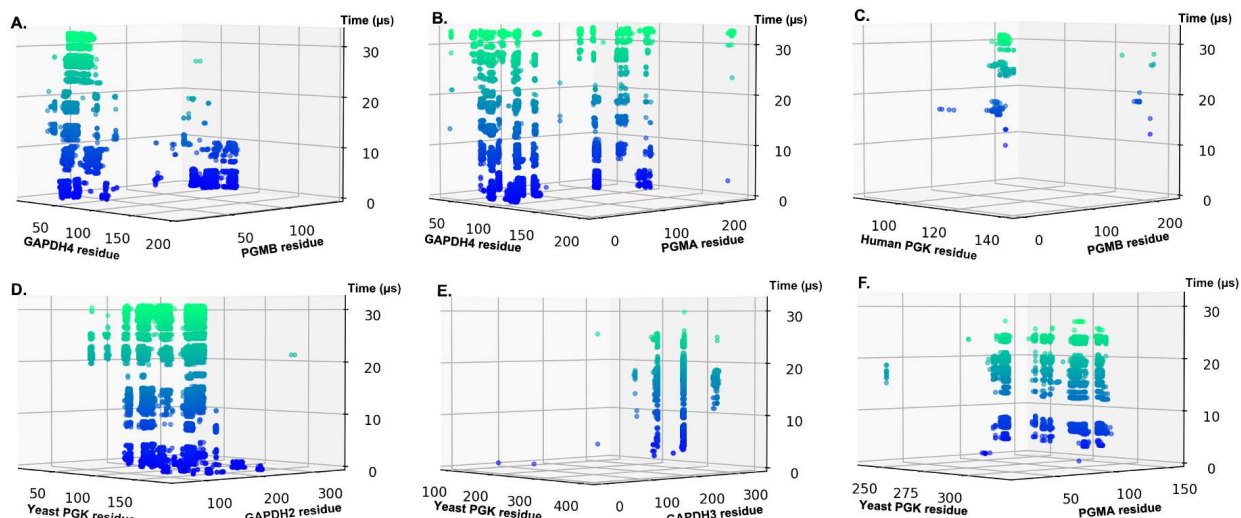 A.
Time (µs)
30
20
10
0
50
100
150
200
GAPDH4 residue
50
100
PGMB residue
B.
Time (µs)
30
20
10
0
50
100
150
200
GAPDH4 residue
0
100
200
PGMA residue
C.
Time (µs)
30
20
10
0
100
120
140
Human PGK residue
0
100
200
PGMB residue
D.
Time (µs)
30
20
10
0
50
100
150
Yeast PGK residue
100
200
300
GAPDH2 residue
E.
Time (µs)
30
20
10
0
100
200
300
400
Yeast PGK residue
0
100
200
300
GAPDH3 residue
F.
Time (µs)
30
20
10
0
250
275
300
Yeast PGK residue
50
100
150
PGMA residue